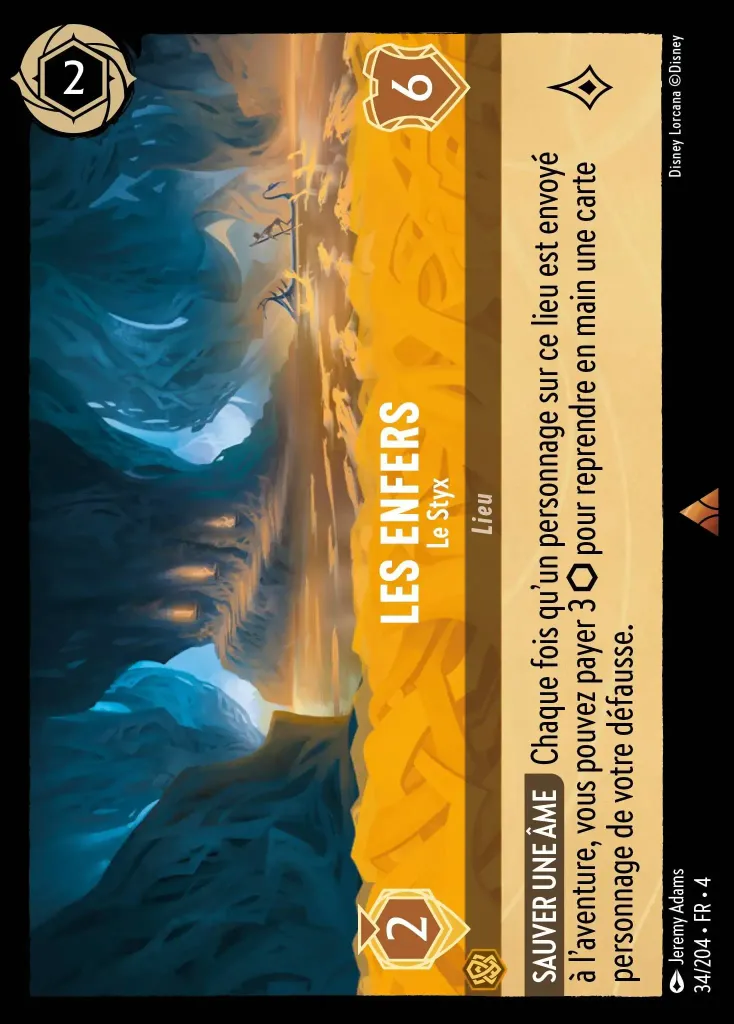 2
2
6
LES ENFERS
Le Styx
Lieu
SAUVER UNE ÂME Chaque fois qu'un personnage sur ce lieu est envoyé
à l'aventure, vous pouvez payer 3 pour reprendre en main une carte
personnage de votre défausse.
Jeremy Adams
34/204 • FR • 4
Disney Lorcana ©Disney